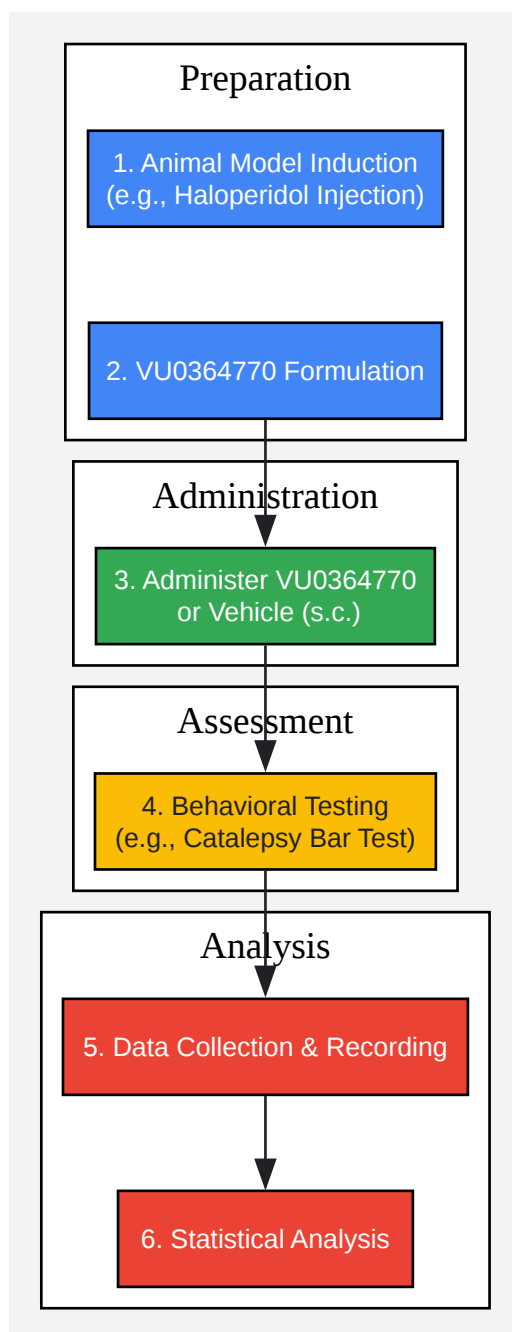 Preparation
1. Animal Model Induction
(e.g., Haloperidol Injection)
2. VU0364770 Formulation
Administration
3. Administer VU0364770
or Vehicle (s.c.)
Assessment
4. Behavioral Testing
(e.g., Catalepsy Bar Test)
Analysis
5. Data Collection & Recording
6. Statistical Analysis